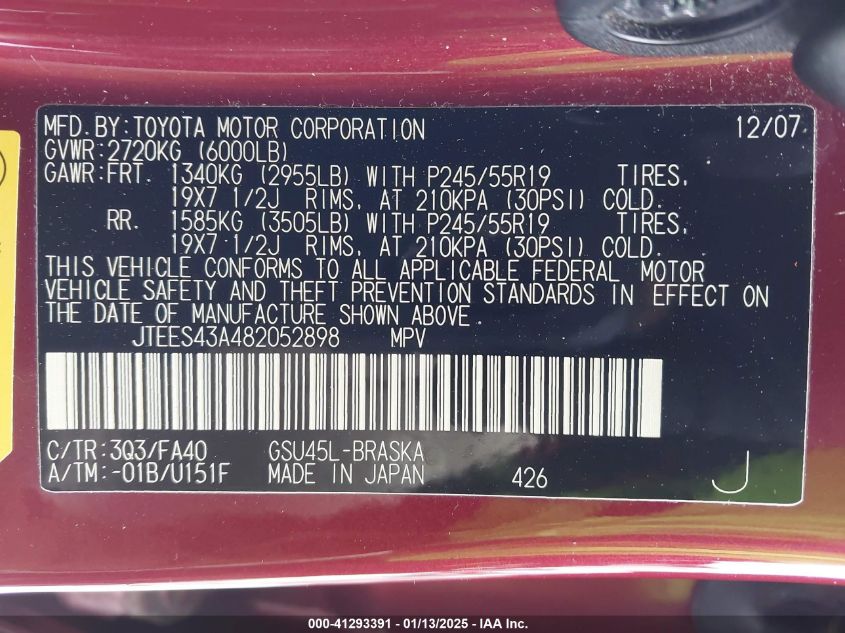 MFD.BY:TOYOTA MOTOR CORPORATION 12/07
GVWR:2720KG (6000LB)
GAWR:FRT. 1340KG (2955LB) WITH P245/55R19 TIRES,
19X7 1/2J RIMS, AT 210KPA (30PSI) COLD.
RR. 1585KG (3505LB) WITH P245/55R19 TIRES,
19X7 1/2J RIMS, AT 210KPA (30PSI) COLD.
THIS VEHICLE CONFORMS TO ALL APPLICABLE FEDERAL MOTOR
VEHICLE SAFETY AND THEFT PREVENTION STANDARDS IN EFFECT ON
THE DATE OF MANUFACTURE SHOWN ABOVE.
JTEES43A482052898 MPV
C/TR:3Q3/FA40 GSU45L-BRASKA
A/TM:-01B/U151F MADE IN JAPAN 426 J
000-41293391 - 01/13/2025 - IAA Inc.